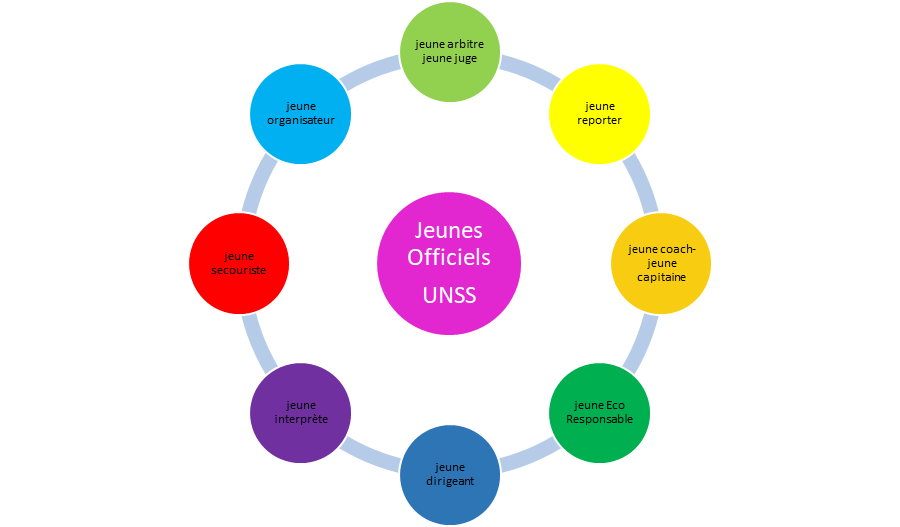 jeune arbitre
jeune juge
jeune
reporter
jeune coach-
jeune
capitaine
jeune Eco
Responsable
jeune
dirigeant
jeune
interprète
jeune
secouriste
jeune
organisateur
Jeunes
Officiels
UNSS